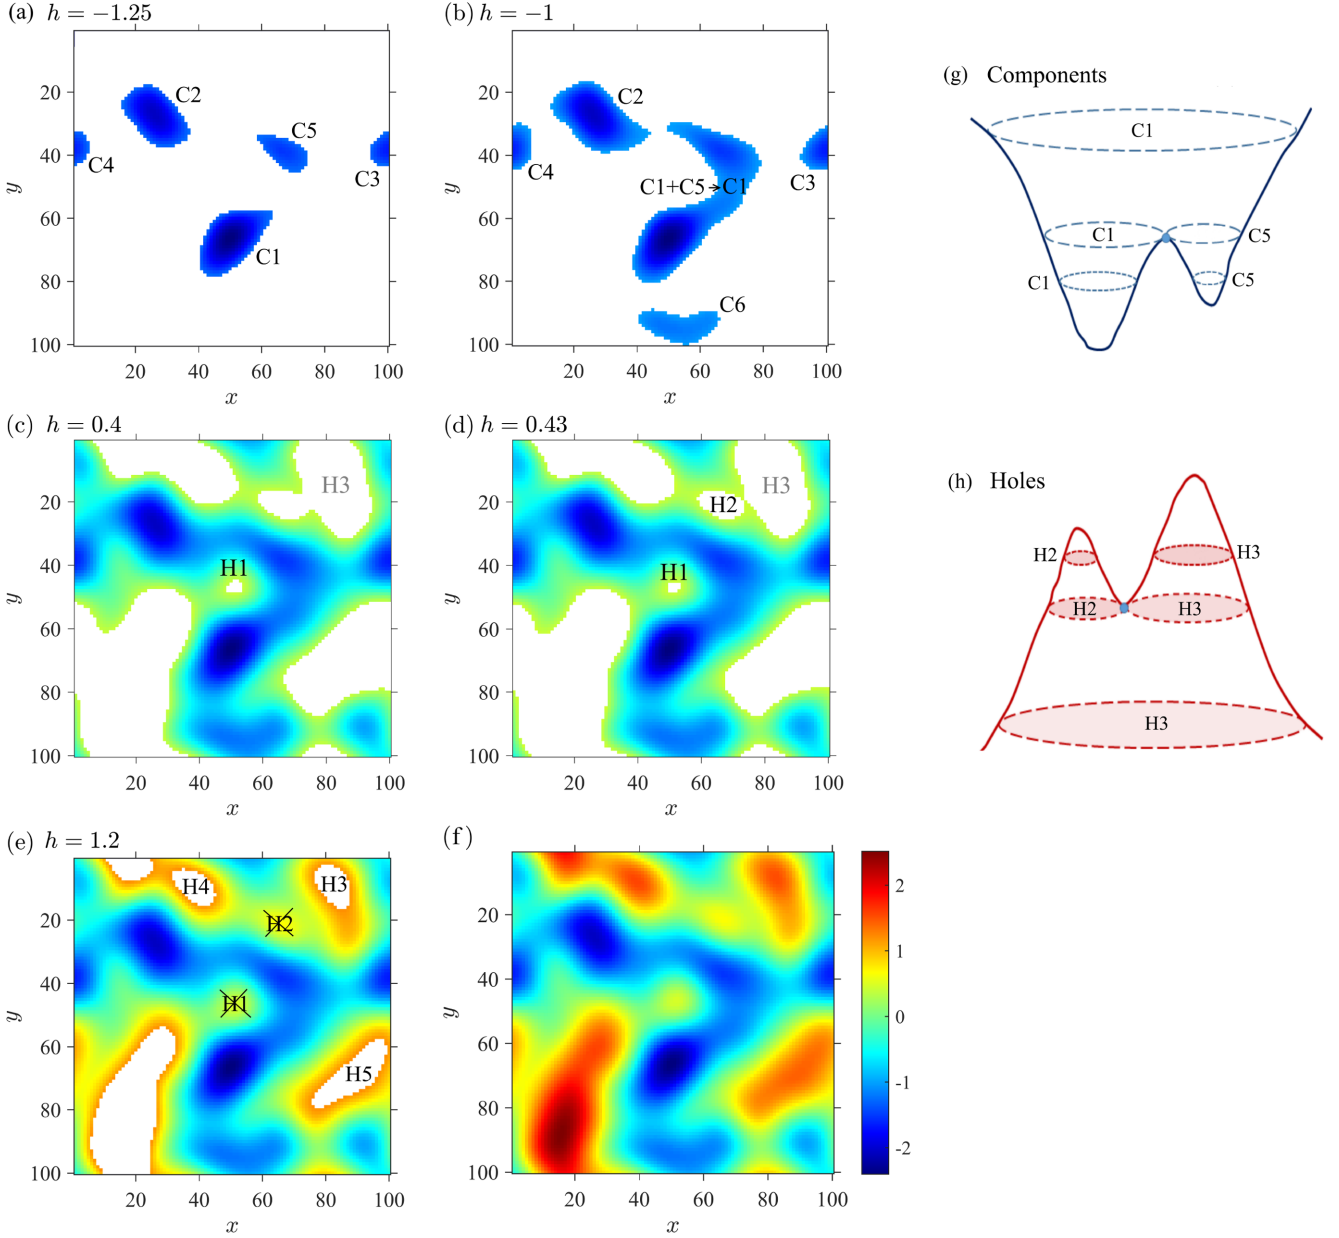 (a) h = −1.25
20
40
60
80
100
y
20
40
60
80
100
x
C2
C5
C4
C3
C1
(b) h = −1
20
40
60
80
100
y
20
40
60
80
100
x
C2
C4
C1+C5→C1
C3
C6
(g) Components
C1
C1
C5
C1
C5
(c) h = 0.4
20
40
60
80
100
y
20
40
60
80
100
x
H3
H1
(d) h = 0.43
20
40
60
80
100
y
20
40
60
80
100
x
H3
H2
H1
(h) Holes
H2
H3
H2
H3
H3
(e) h = 1.2
20
40
60
80
100
y
20
40
60
80
100
x
H4
H3
H2
H1
H5
(f)
20
40
60
80
100
y
20
40
60
80
100
x
2
1
0
-1
-2